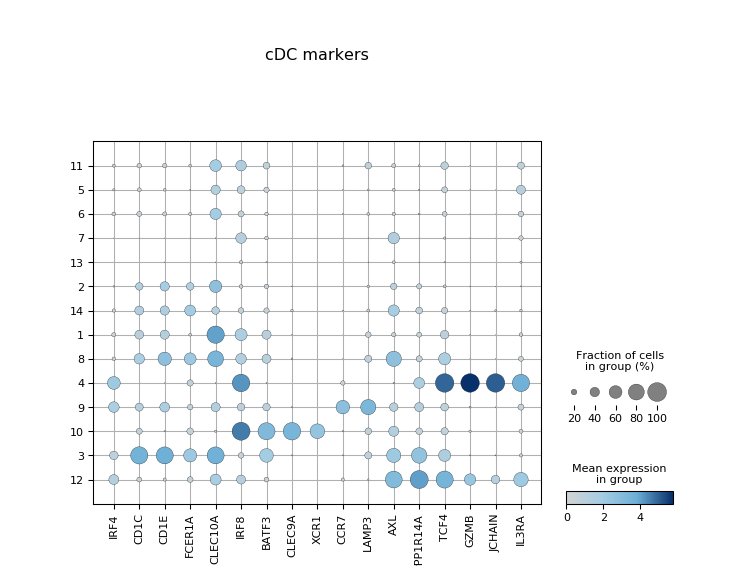 cDC markers
11
5
6
7
13
2
14
1
8
4
9
10
3
12
IRF4 CD1C CD1E FCER1A CLEC10A IRF8 BATF3 CLEC9A XCR1 CCR7 LAMP3 AXL PP1R14A TCF4 GZMB JCHAIN IL3RA
Fraction of cells
in group (%)
20 40 60 80 100
Mean expression
in group
0 2 4